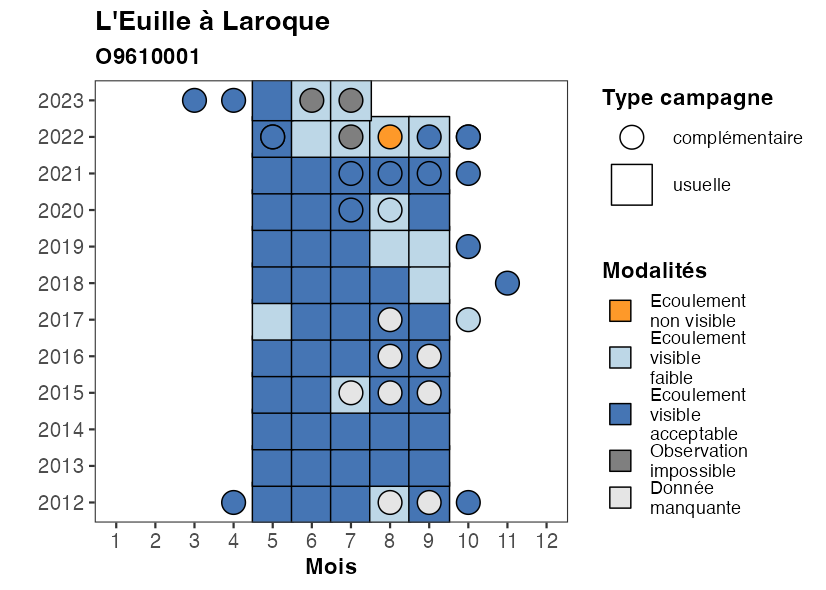 L'Euille à Laroque
O9610001
2023
2022
2021
2020
2019
2018
2017
2016
2015
2014
2013
2012
1 2 3 4 5 6 7 8 9 10 11 12
Mois
Type campagne
complémentaire
usuelle
Modalités
Ecoulement
non visible
Ecoulement
visible
faible
Ecoulement
visible
acceptable
Observation
impossible
Donnée
manquante